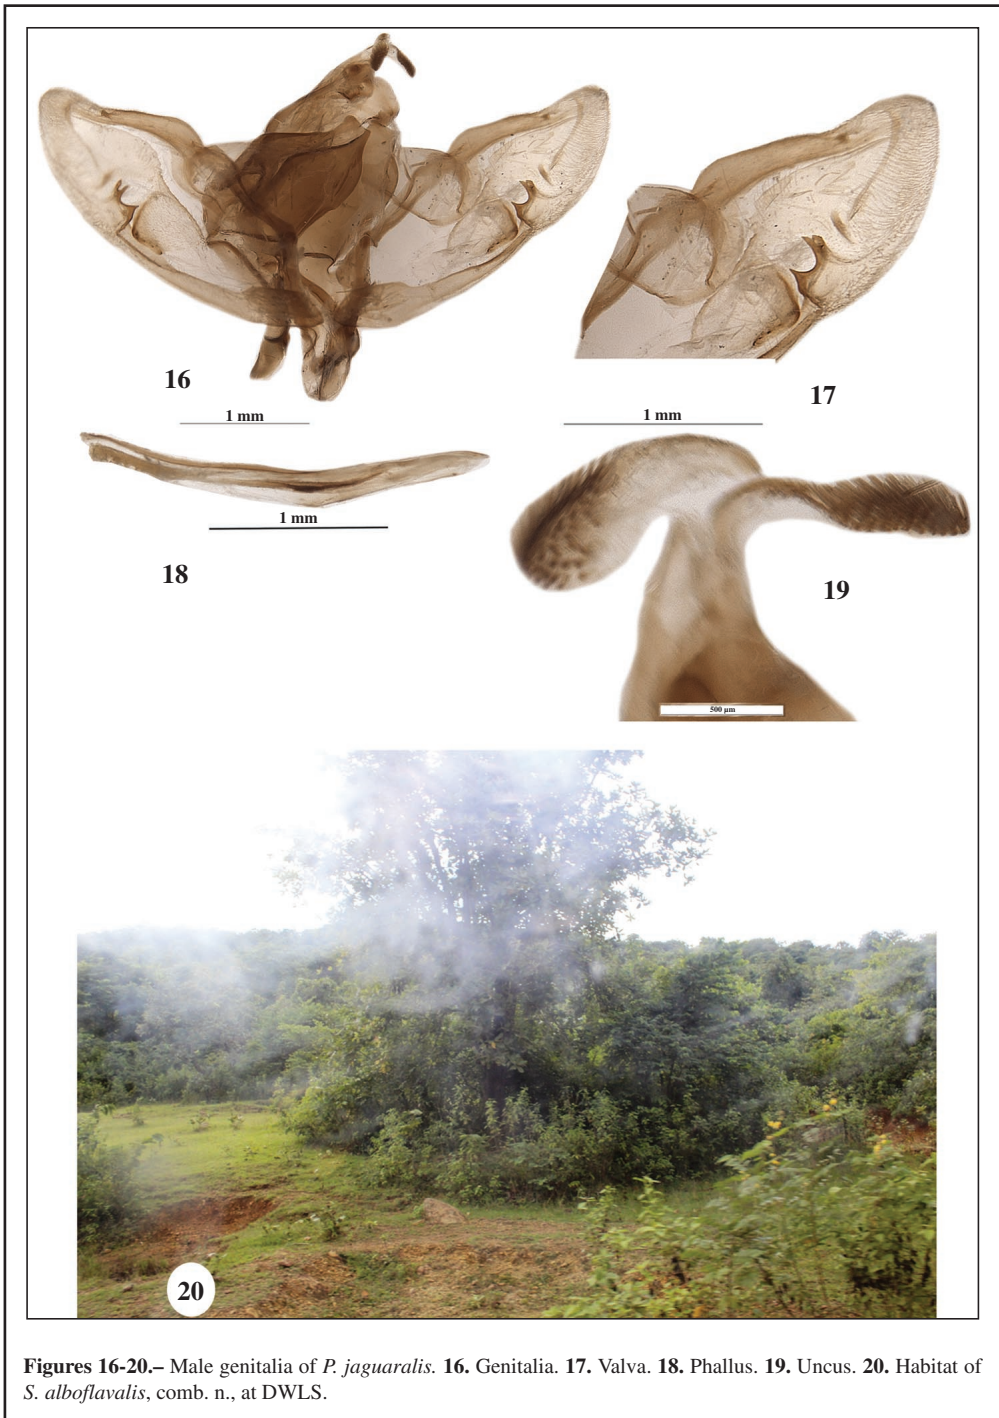 16
1 mm
17
1 mm
18
1 mm
19
500 µm
20
Figures 16-20.– Male genitalia of P. jaguaralis. 16. Genitalia. 17. Valva. 18. Phallus. 19. Uncus. 20. Habitat of
S. alboflavalis, comb. n., at DWLS.